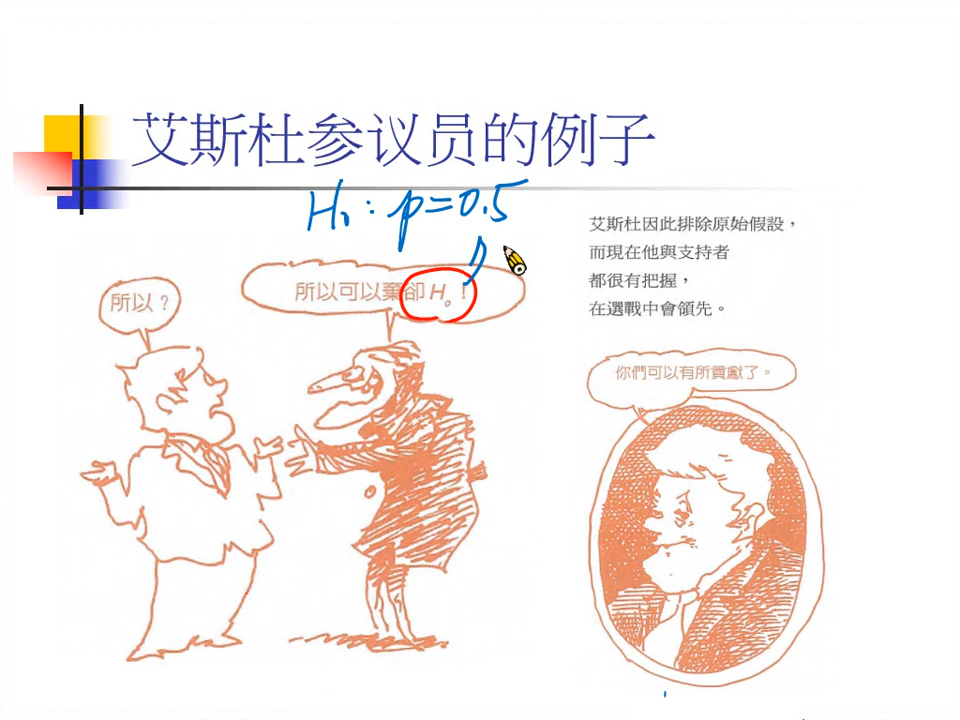 艾斯杜参议员的例子
H₀: p=0.5
艾斯杜因此排除原始假設，
而現在他與支持者
都很有把握，
在選戰中會領先。
所以？
所以可以棄卻H₀！
你們可以有所貢獻了。